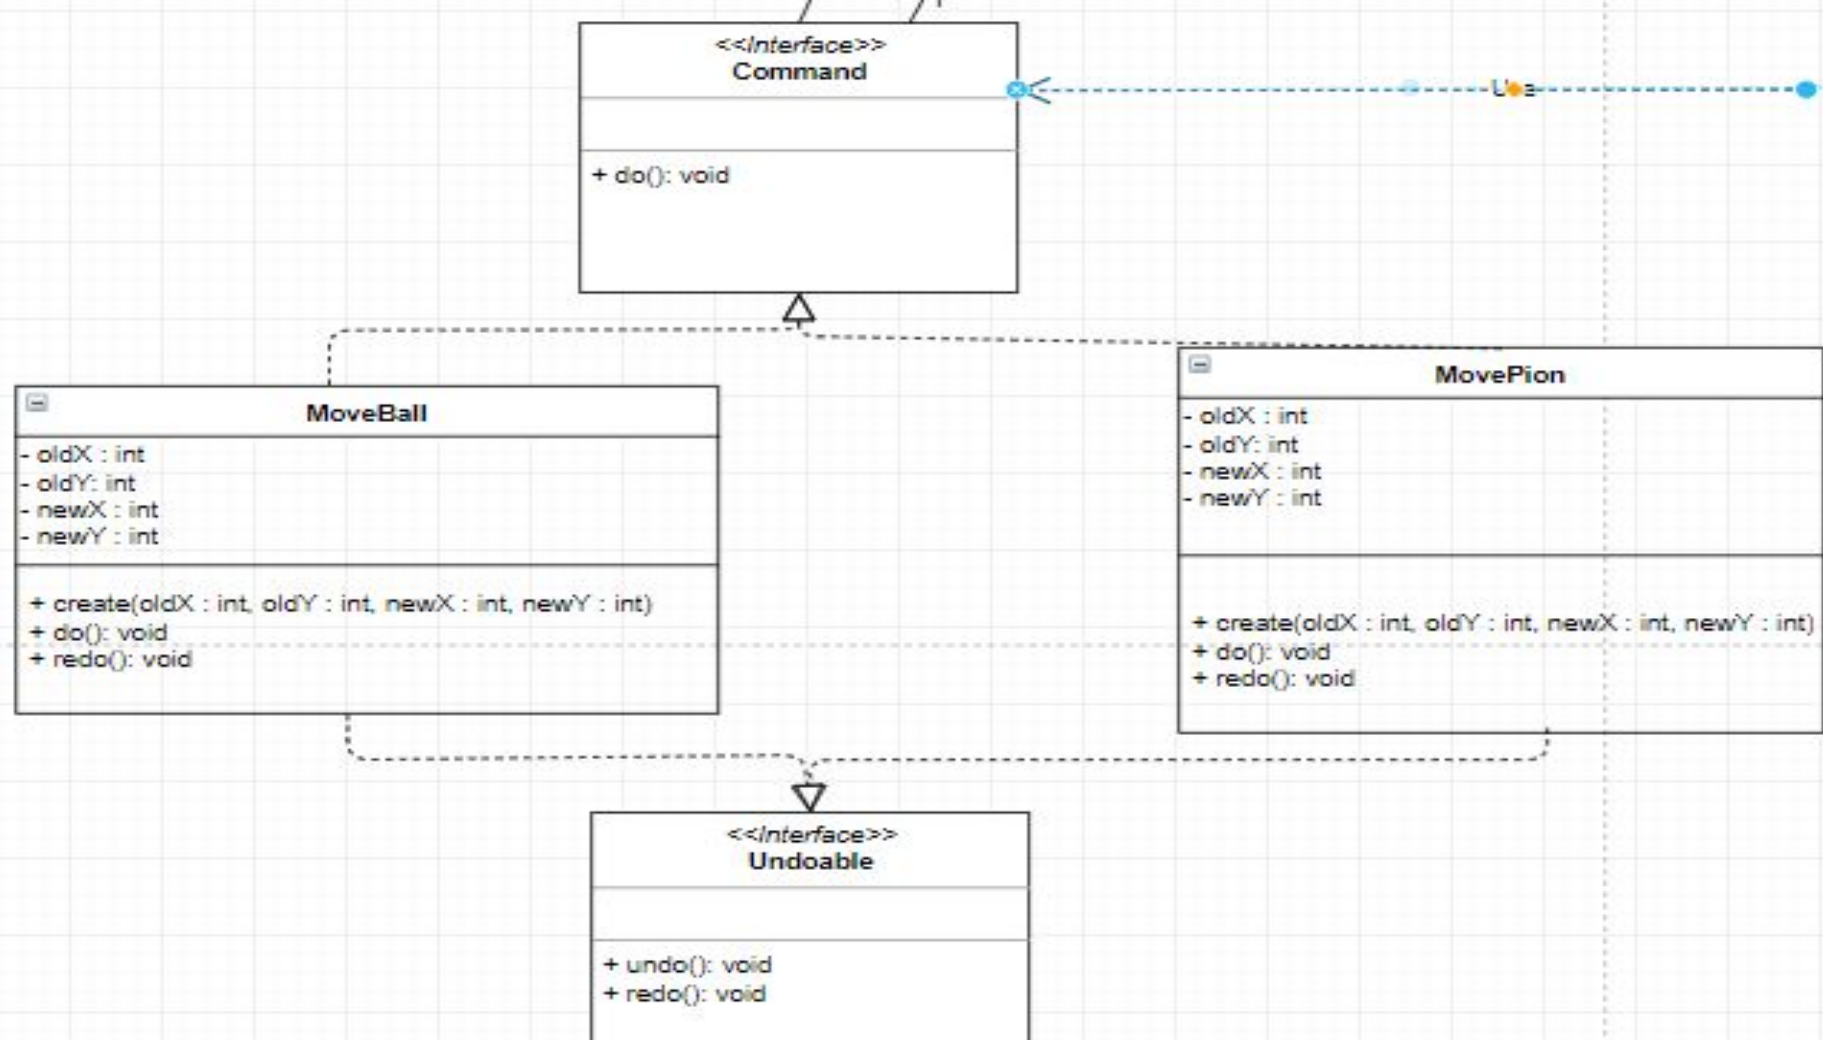 <<Interface>>
Command
+ do(): void
MovePion
- oldX : int
- oldY: int
- newX : int
- newY : int
+ create(oldX : int, oldY : int, newX : int, newY : int)
+ do(): void
+ redo(): void
MoveBall
- oldX : int
- oldY: int
- newX : int
- newY : int
+ create(oldX : int, oldY : int, newX : int, newY : int)
+ do(): void
+ redo(): void
<<Interface>>
Undoable
+ undo(): void
+ redo(): void